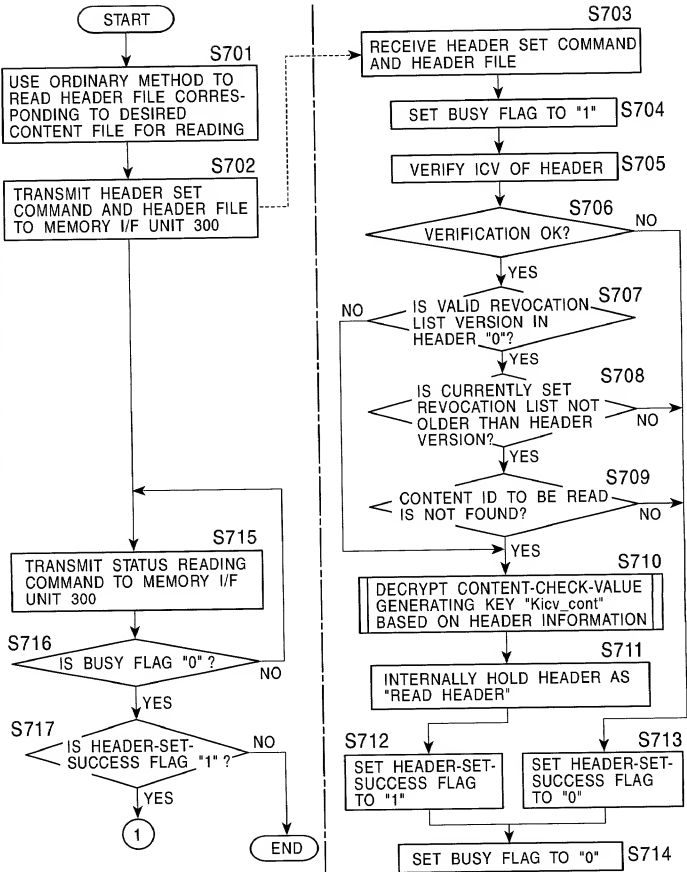 START
S701
USE ORDINARY METHOD TO
READ HEADER FILE CORRES-
PONDING TO DESIRED
CONTENT FILE FOR READING
S702
TRANSMIT HEADER SET
COMMAND AND HEADER FILE
TO MEMORY I/F UNIT 300
S715
TRANSMIT STATUS READING
COMMAND TO MEMORY I/F
UNIT 300
S716
IS BUSY FLAG "0" ?
NO
YES
S717
IS HEADER-SET-
SUCCESS FLAG "1" ?
NO
YES
1
END
S703
RECEIVE HEADER SET COMMAND
AND HEADER FILE
SET BUSY FLAG TO "1"
S704
VERIFY ICV OF HEADER
S705
S706
VERIFICATION OK?
NO
YES
S707
NO
IS VALID REVOCATION
LIST VERSION IN
HEADER "0"?
YES
S708
IS CURRENTLY SET
REVOCATION LIST NOT
OLDER THAN HEADER
VERSION?
NO
YES
S709
CONTENT ID TO BE READ
IS NOT FOUND?
NO
YES
S710
DECRYPT CONTENT-CHECK-VALUE
GENERATING KEY "Kicv_cont"
BASED ON HEADER INFORMATION
S711
INTERNALLY HOLD HEADER AS
"READ HEADER"
S712
SET HEADER-SET-
SUCCESS FLAG
TO "1"
S713
SET HEADER-SET-
SUCCESS FLAG
TO "0"
SET BUSY FLAG TO "0"
S714